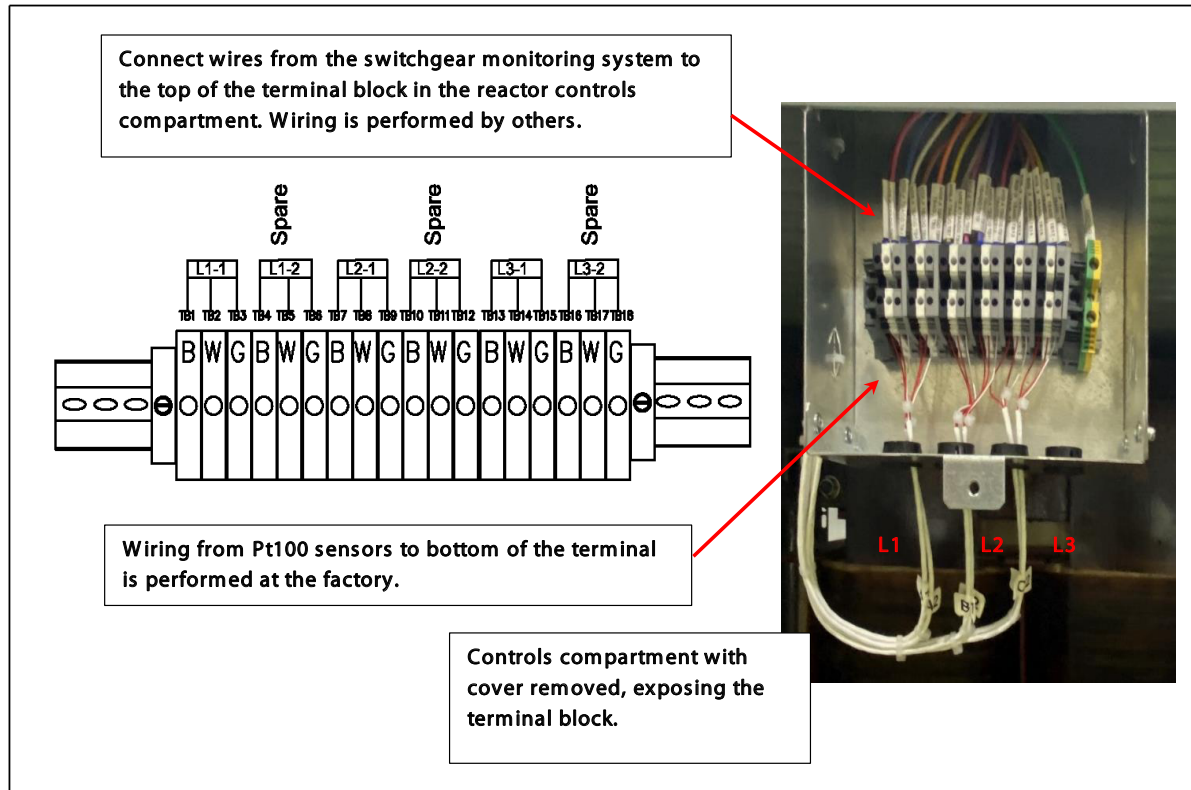 Connect wires from the switchgear monitoring system to
the top of the terminal block in the reactor controls
compartment. Wiring is performed by others.
Spare Spare Spare
L1-1 L1-2 L2-1 L2-2 L3-1 L3-2
TB1 TB2 TB3 TB4 TB5 TB6 TB7 TB8 TB9 TB10 TB11 TB12 TB13 TB14 TB15 TB16 TB17 TB18
B W G B W G B W G B W G B W G B W G
Wiring from Pt100 sensors to bottom of the terminal
is performed at the factory.
L1 L2 L3
Controls compartment with
cover removed, exposing the
terminal block.